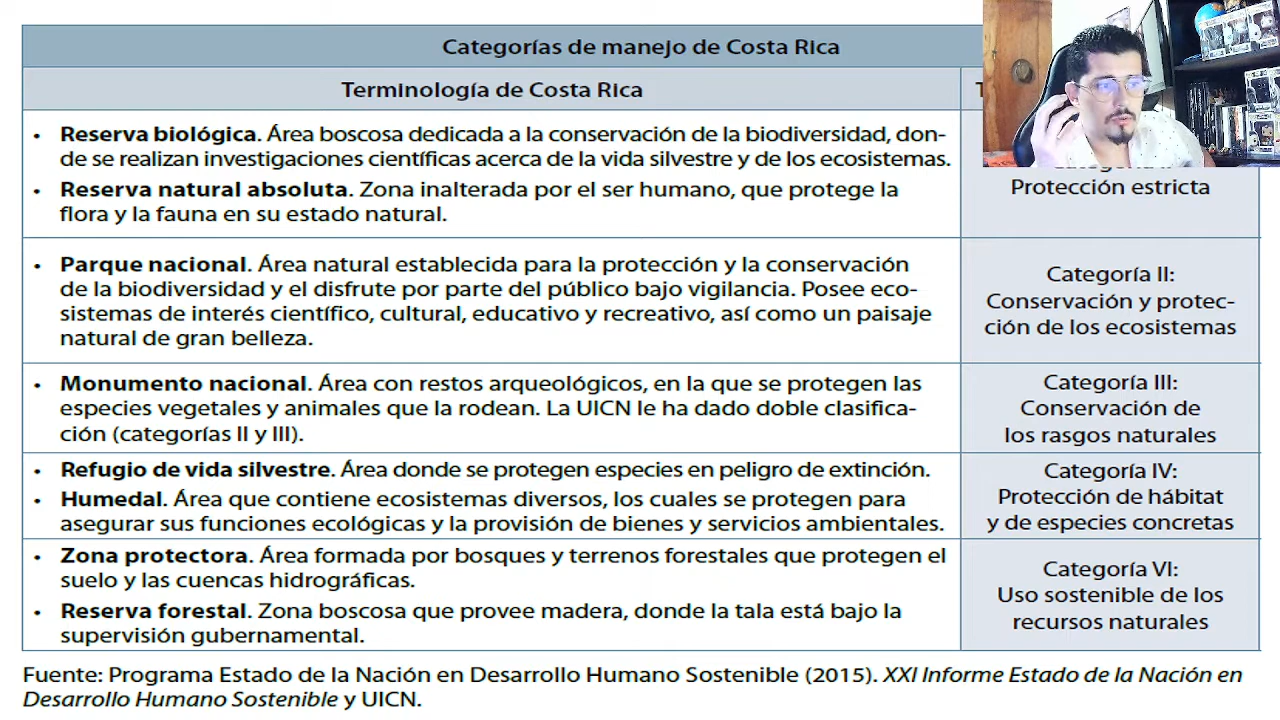 Categorías de manejo de Costa Rica
Terminología de Costa Rica
• Reserva biológica. Área boscosa dedicada a la conservación de la biodiversidad, don-
de se realizan investigaciones científicas acerca de la vida silvestre y de los ecosistemas.
• Reserva natural absoluta. Zona inalterada por el ser humano, que protege la
flora y la fauna en su estado natural.
Protección estricta
• Parque nacional. Área natural establecida para la protección y la conservación
de la biodiversidad y el disfrute por parte del público bajo vigilancia. Posee eco-
sistemas de interés científico, cultural, educativo y recreativo, así como un paisaje
natural de gran belleza.
Categoría II:
Conservación y protec-
ción de los ecosistemas
• Monumento nacional. Área con restos arqueológicos, en la que se protegen las
especies vegetales y animales que la rodean. La UICN le ha dado doble clasifica-
ción (categorías II y III).
Categoría III:
Conservación de
los rasgos naturales
• Refugio de vida silvestre. Área donde se protegen especies en peligro de extinción.
• Humedal. Área que contiene ecosistemas diversos, los cuales se protegen para
asegurar sus funciones ecológicas y la provisión de bienes y servicios ambientales.
Categoría IV:
Protección de hábitat
y de especies concretas
• Zona protectora. Área formada por bosques y terrenos forestales que protegen el
suelo y las cuencas hidrográficas.
• Reserva forestal. Zona boscosa que provee madera, donde la tala está bajo la
supervisión gubernamental.
Categoría VI:
Uso sostenible de los
recursos naturales
Fuente: Programa Estado de la Nación en Desarrollo Humano Sostenible (2015). XXI Informe Estado de la Nación en
Desarrollo Humano Sostenible y UICN.